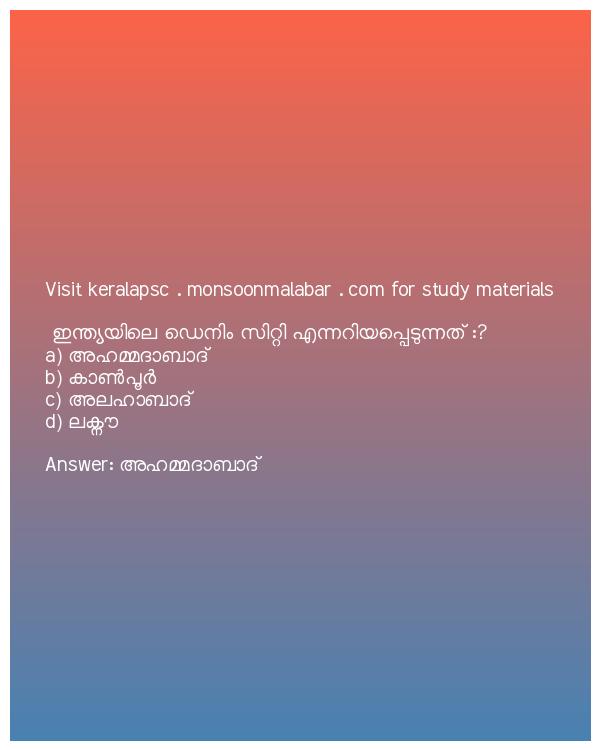 Visit keralapsc . monsoonmalabar . com for study materials
ഇന്ത്യയിലെ ഡെനിം സിറ്റി എന്നറിയപ്പെടുന്നത് :?
a) അഹമ്മദാബാദ്
b) കാൺപൂർ
c) അലഹാബാദ്
d) ലക്നൗ
Answer: അഹമ്മദാബാദ്